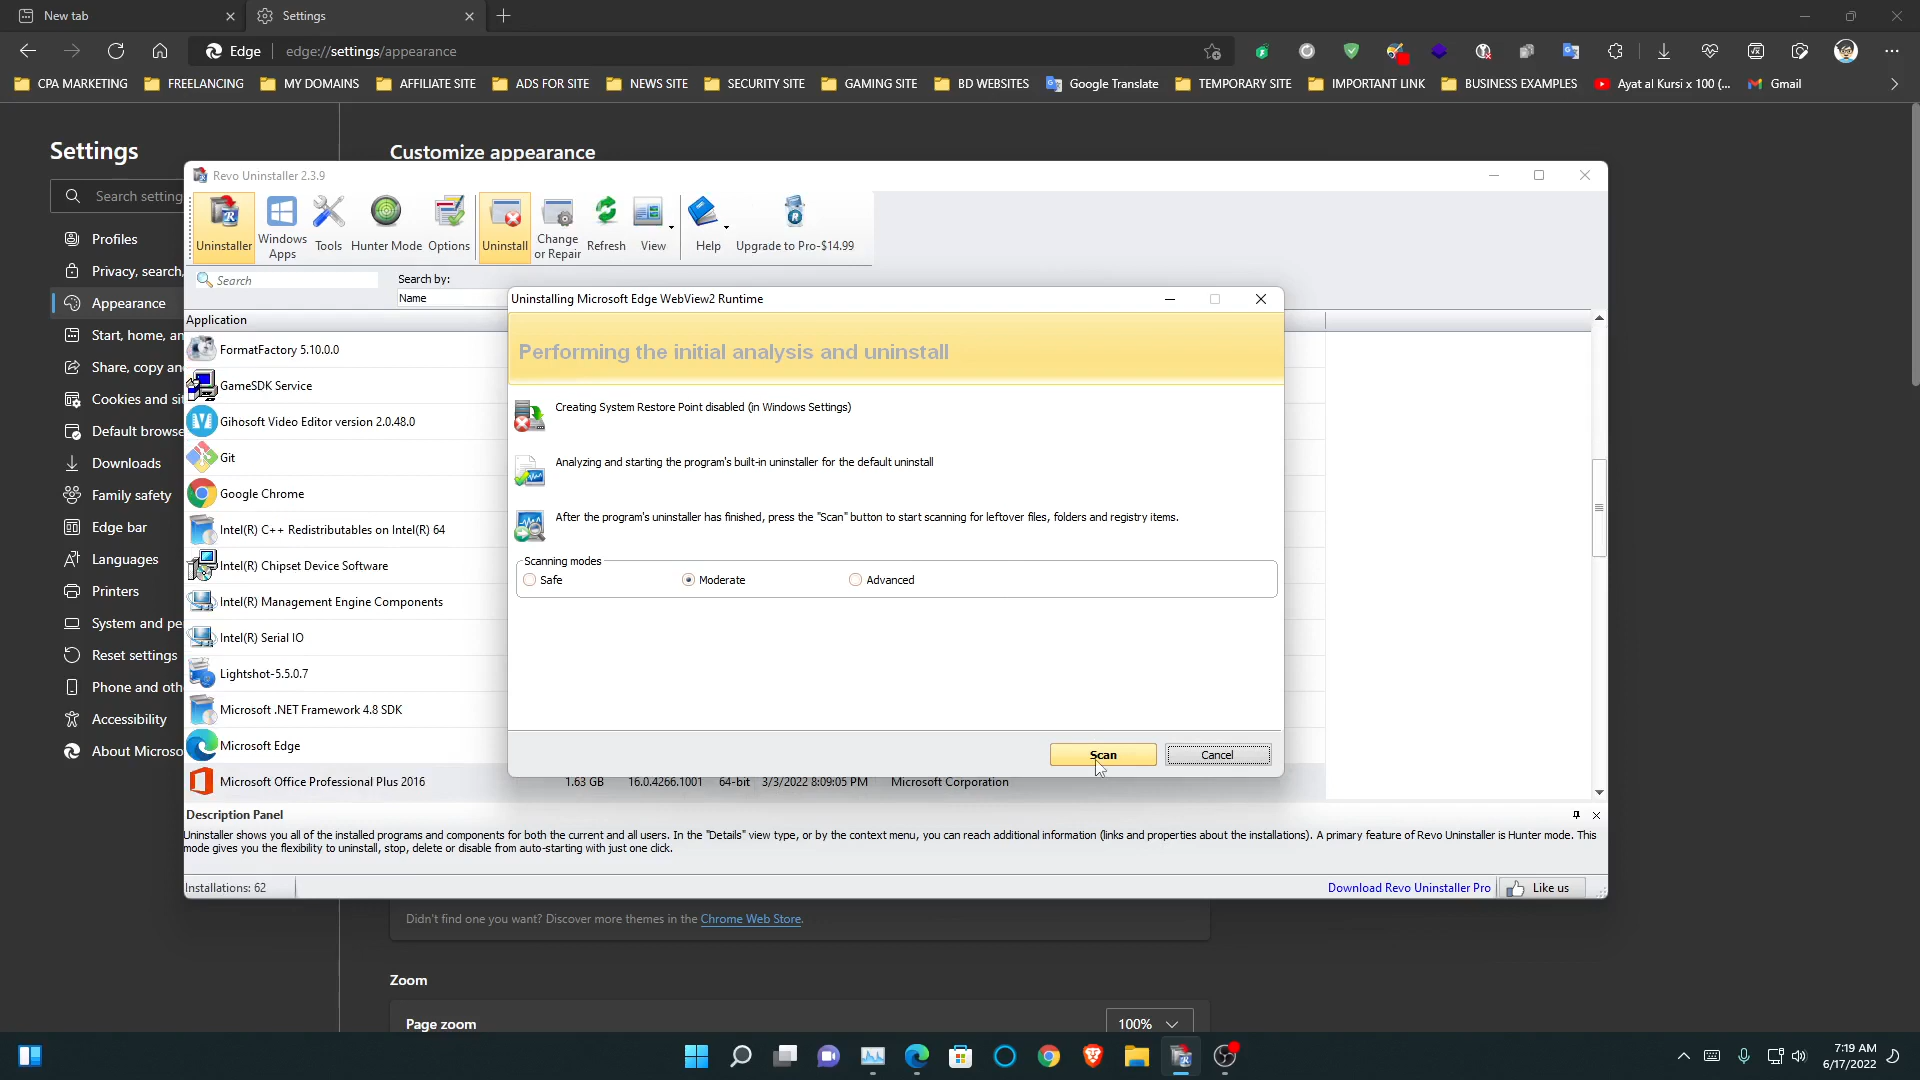 New tab
Settings
Edge
edge://settings/appearance
CPA MARKETING
FREELANCING
MY DOMAINS
AFFILIATE SITE
ADS FOR SITE
NEWS SITE
SECURITY SITE
GAMING SITE
BD WEBSITES
Google Translate
TEMPORARY SITE
IMPORTANT LINK
BUSINESS EXAMPLES
Ayat al Kursi x 100 (...
Gmail
Settings
Search setting
Profiles
Privacy, search,
Appearance
Start, home, an
Share, copy an
Cookies and si
Default browse
Downloads
Family safety
Edge bar
Languages
Printers
System and pe
Reset settings
Phone and oth
Accessibility
About Microso
Customize appearance
Revo Uninstaller 2.3.9
Uninstaller
Windows
Apps
Tools
Hunter Mode
Options
Uninstall
Change
or Repair
Refresh
View
Help
Upgrade to Pro-$14.99
Search
Search by:
Name
Application
FormatFactory 5.10.0.0
GameSDK Service
Gihosoft Video Editor version 2.0.48.0
Git
Google Chrome
Intel(R) C++ Redistributables on Intel(R) 64
Intel(R) Chipset Device Software
Intel(R) Management Engine Components
Intel(R) Serial IO
Lightshot-5.5.0.7
Microsoft .NET Framework 4.8 SDK
Microsoft Edge
Microsoft Office Professional Plus 2016
1.63 GB
16.0.4266.1001
64-bit
3/3/2022 8:09:05 PM
Microsoft Corporation
Uninstalling Microsoft Edge WebView2 Runtime
Performing the initial analysis and uninstall
Creating System Restore Point disabled (in Windows Settings)
Analyzing and starting the program's built-in uninstaller for the default uninstall
After the program's uninstaller has finished, press the "Scan" button to start scanning for leftover files, folders and registry items.
Scanning modes
Safe
Moderate
Advanced
Scan
Cancel
Description Panel
Uninstaller shows you all of the installed programs and components for both the current and all users. In the "Details" view type, or by the context menu, you can reach additional information (links and properties about the installations). A primary feature of Revo Uninstaller is Hunter mode. This
mode gives you the flexibility to uninstall, stop, delete or disable from auto-starting with just one click.
Installations: 62
Download Revo Uninstaller Pro
Like us
Didn't find one you want? Discover more themes in the Chrome Web Store.
Zoom
Page zoom
100%
7:19 AM
6/17/2022